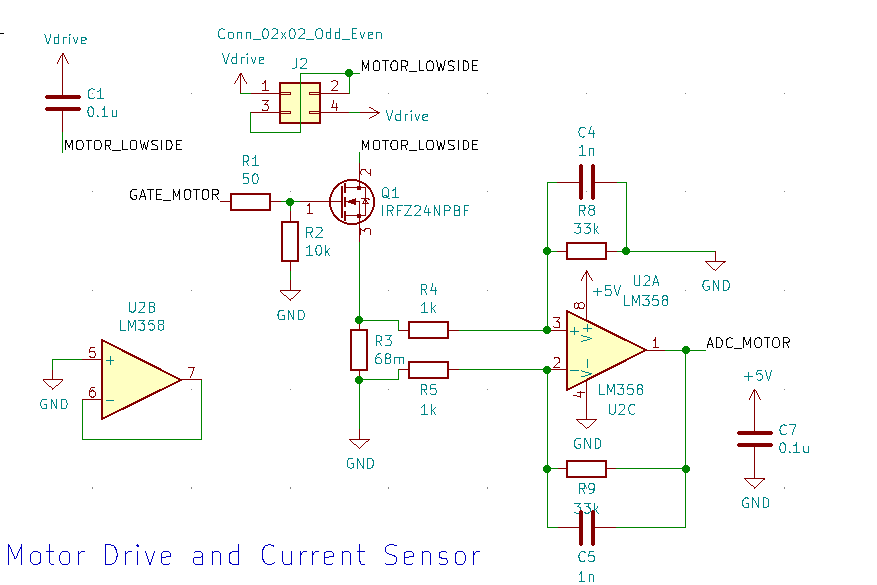 Vdrive
C1
0.1u
MOTOR_LOWSIDE
Conn_02x02_Odd_Even
Vdrive
J2
MOTOR_LOWSIDE
1
2
3
4
Vdrive
MOTOR_LOWSIDE
R1
50
GATE_MOTOR
1
2
Q1
IRFZ24NPBF
3
R2
10k
GND
C4
1n
R8
33k
GND
U2B
LM358
5
+
6
-
7
GND
R4
1k
R3
68m
R5
1k
GND
+5V
U2A
LM358
8
3
+
V+
1
2
-
V-
4
LM358
U2C
GND
ADC_MOTOR
+5V
C7
0.1u
GND
R9
33k
C5
1n
Motor Drive and Current Sensor